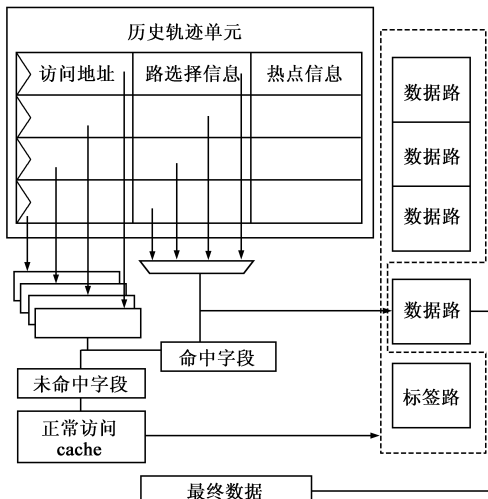 历史轨迹单元
访问地址 路选择信息 热点信息
数据路
数据路
数据路
数据路
命中字段
未命中字段
标签路
正常访问
cache
最终数据